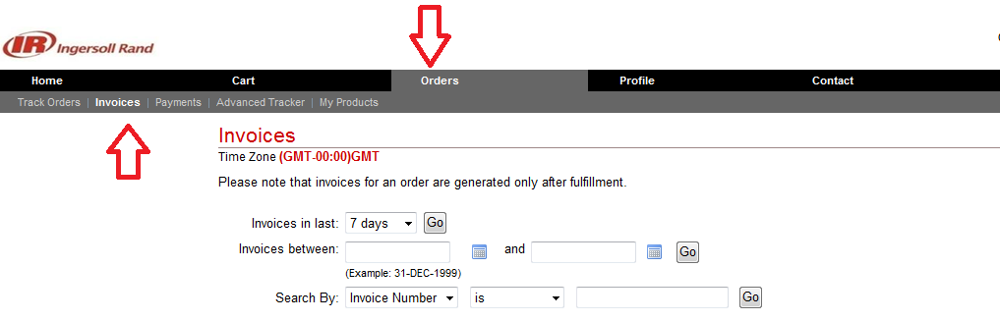 IR Ingersoll Rand
Home Cart Orders Profile Contact
Track Orders | Invoices | Payments | Advanced Tracker | My Products
Invoices
Time Zone (GMT-00:00)GMT
Please note that invoices for an order are generated only after fulfillment.
Invoices in last: 7 days Go
Invoices between: and Go
(Example: 31-DEC-1999)
Search By: Invoice Number is Go